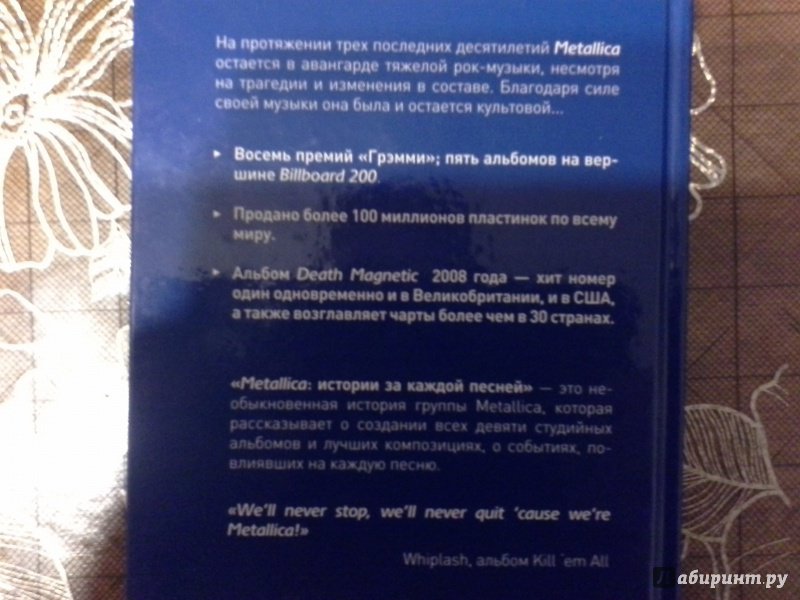 На протяжении трех последних десятилетий Metallica
остается в авангарде тяжелой рок-музыки, несмотря
на трагедии и изменения в составе. Благодаря силе
своей музыки она была и остается культовой...
▸ Восемь премий «Грэмми»; пять альбомов на вер-
шине Billboard 200.
▸ Продано более 100 миллионов пластинок по всему
миру.
▸ Альбом Death Magnetic 2008 года — хит номер
один одновременно и в Великобритании, и в США,
а также возглавляет чарты более чем в 30 странах.
«Metallica: истории за каждой песней» — это не-
обыкновенная история группы Metallica, которая
рассказывает о создании всех девяти студийных
альбомов и лучших композициях, о событиях, по-
влиявших на каждую песню.
«We'll never stop, we'll never quit 'cause we're
Metallica!»
Whiplash, альбом Kill 'em All
Лабиринт.ру